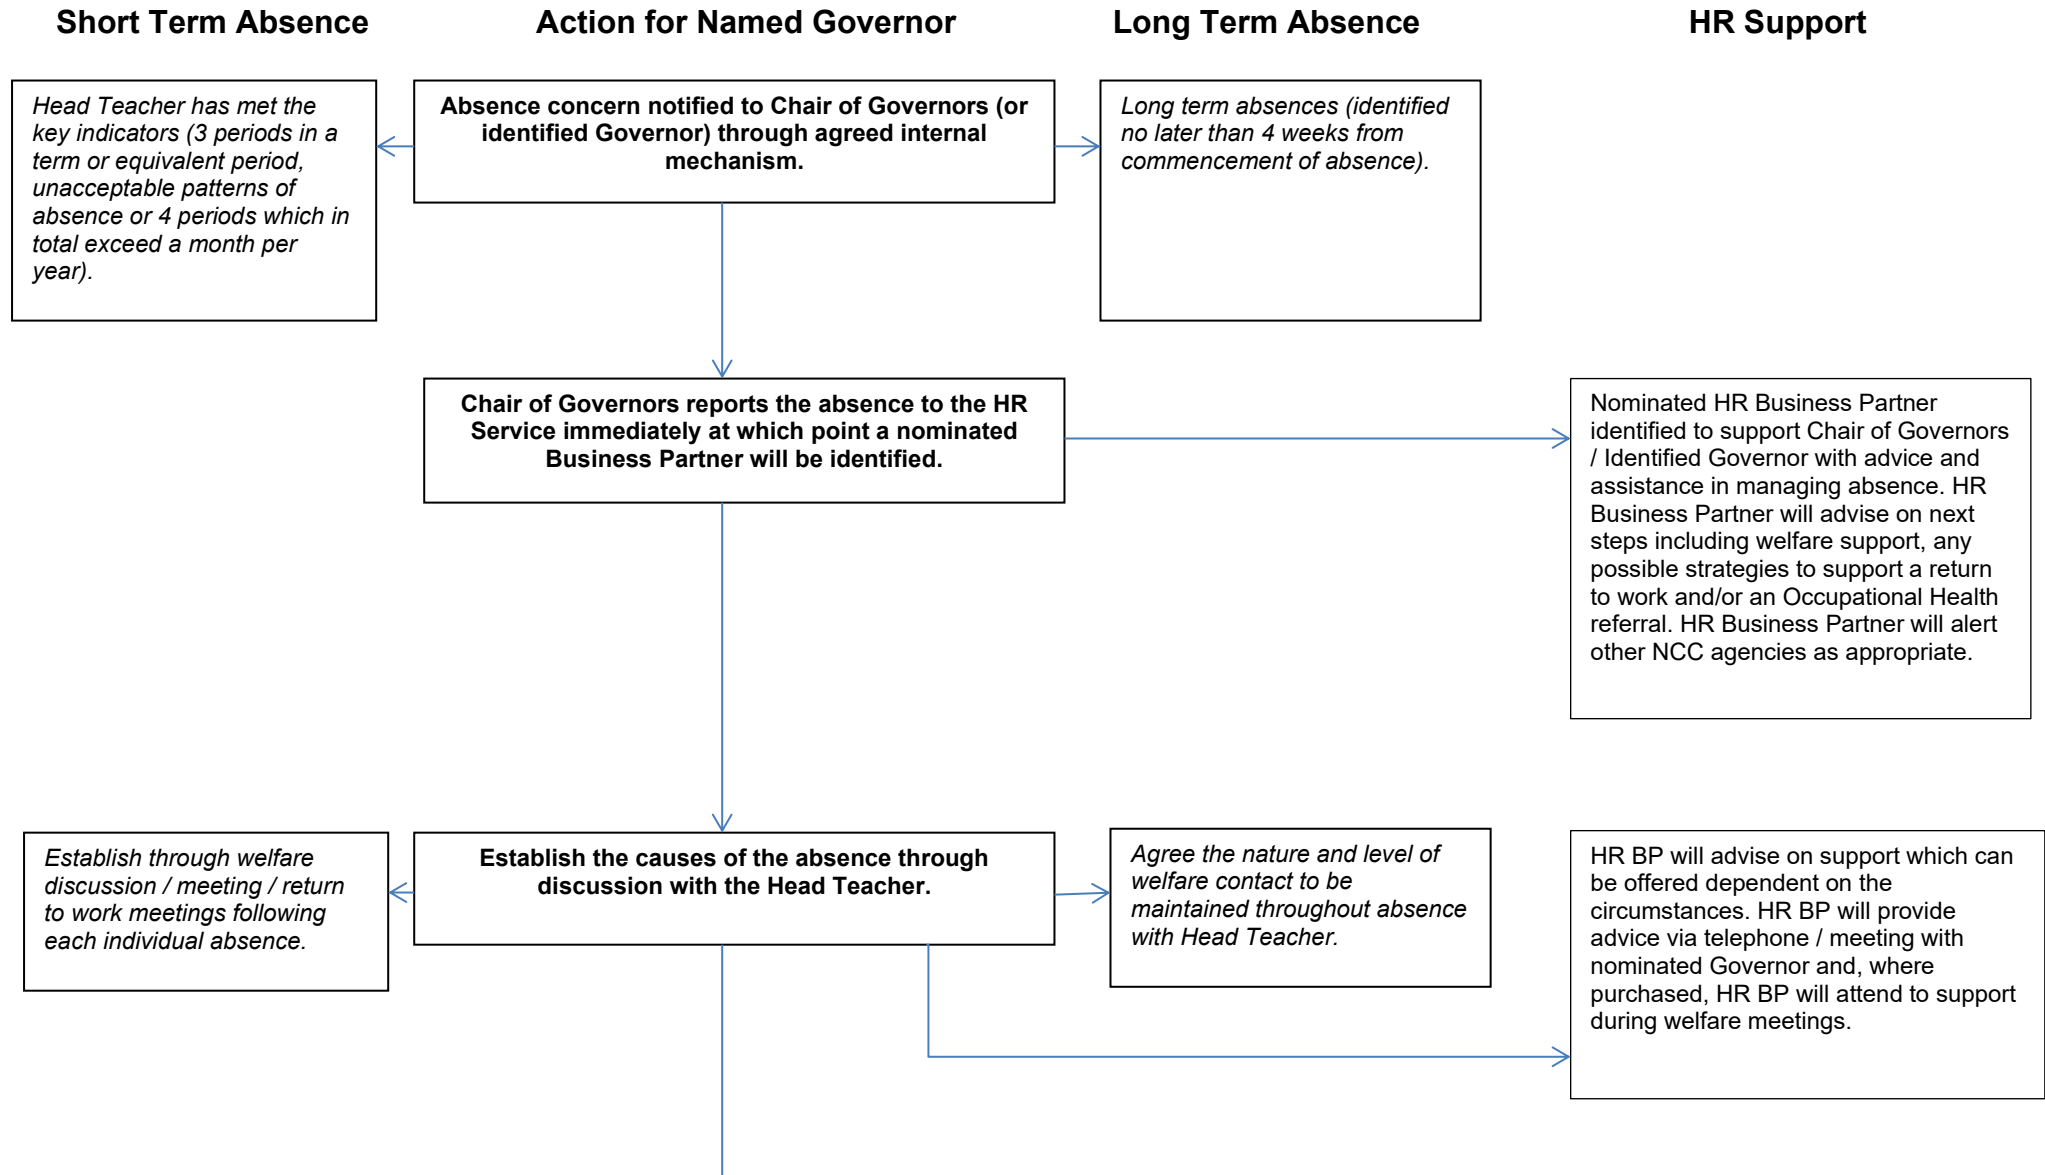 Short Term Absence
Action for Named Governor
Long Term Absence
HR Support
Head Teacher has met the
key indicators (3 periods in a
term or equivalent period,
unacceptable patterns of
absence or 4 periods which in
total exceed a month per
year).
Absence concern notified to Chair of Governors (or
identified Governor) through agreed internal
mechanism.
Long term absences (identified
no later than 4 weeks from
commencement of absence).
Chair of Governors reports the absence to the HR
Service immediately at which point a nominated
Business Partner will be identified.
Nominated HR Business Partner
identified to support Chair of Governors
/ Identified Governor with advice and
assistance in managing absence. HR
Business Partner will advise on next
steps including welfare support, any
possible strategies to support a return
to work and/or an Occupational Health
referral. HR Business Partner will alert
other NCC agencies as appropriate.
Establish through welfare
discussion / meeting / return
to work meetings following
each individual absence.
Establish the causes of the absence through
discussion with the Head Teacher.
Agree the nature and level of
welfare contact to be
maintained throughout absence
with Head Teacher.
HR BP will advise on support which can
be offered dependent on the
circumstances. HR BP will provide
advice via telephone / meeting with
nominated Governor and, where
purchased, HR BP will attend to support
during welfare meetings.